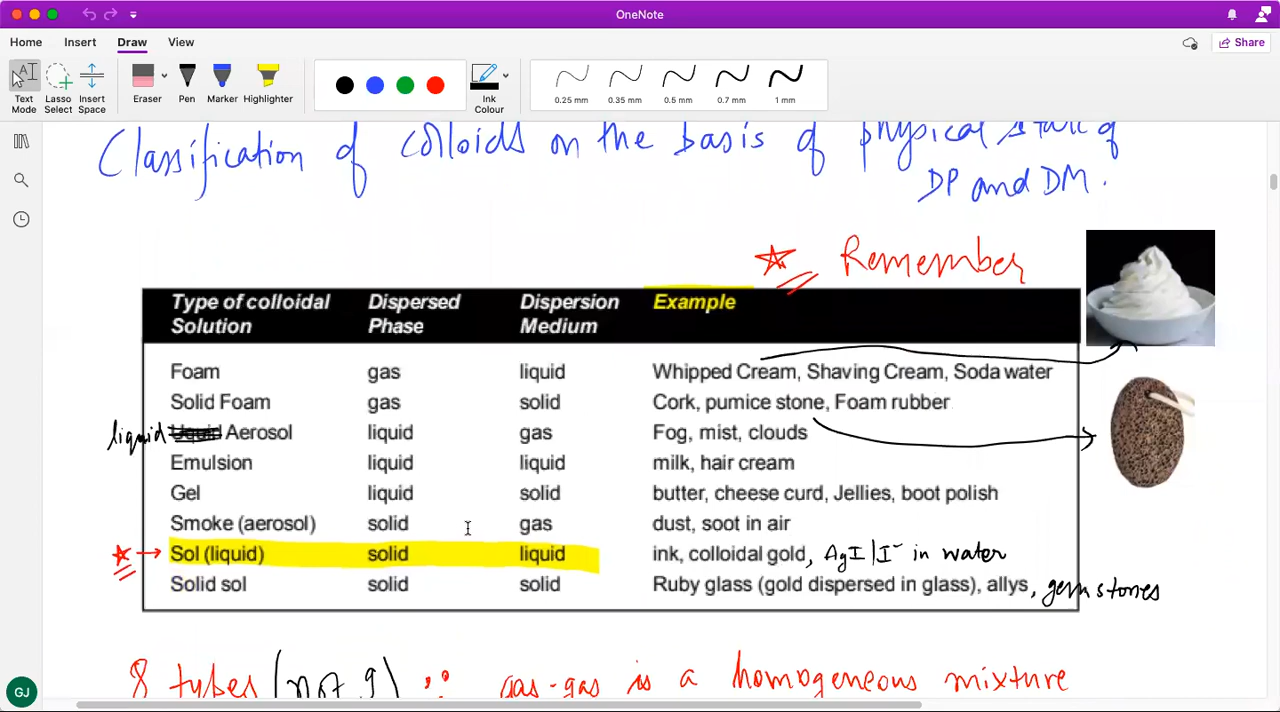 OneNote
Home Insert Draw View
Share
Text Mode
Lasso Select
Insert Space
Eraser
Pen
Marker
Highlighter
Ink Colour
0.25 mm
0.35 mm
0.5 mm
0.7 mm
1 mm
Classification of colloids on the basis of physical state of
DP and DM.
Remember
Type of colloidal Solution Dispersed Phase Dispersion Medium Example
Foam gas liquid Whipped Cream, Shaving Cream, Soda water
Solid Foam gas solid Cork, pumice stone, Foam rubber
liquid Aerosol liquid gas Fog, mist, clouds
Emulsion liquid liquid milk, hair cream
Gel liquid solid butter, cheese curd, Jellies, boot polish
Smoke (aerosol) solid gas dust, soot in air
Sol (liquid) solid liquid ink, colloidal gold, AgI|I⁻ in water
Solid sol solid solid Ruby glass (gold dispersed in glass), allys, gem stones
8 types (not 9) ∵ gas-gas is a homogeneous mixture
GJ